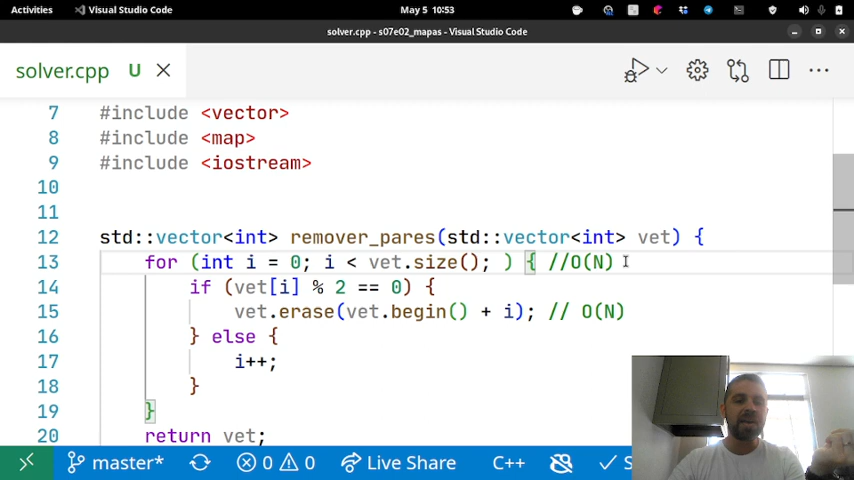 Activities Visual Studio Code May 5 10:53
solver.cpp - s07e02_mapas - Visual Studio Code
solver.cpp U
7 #include <vector>
8 #include <map>
9 #include <iostream>
10
11
12 std::vector<int> remover_pares(std::vector<int> vet) {
13 for (int i = 0; i < vet.size(); ) { //O(N)
14 if (vet[i] % 2 == 0) {
15 vet.erase(vet.begin() + i); // O(N)
16 } else {
17 i++;
18 }
19 }
20 return vet;
master* 0 0 Live Share C++ S